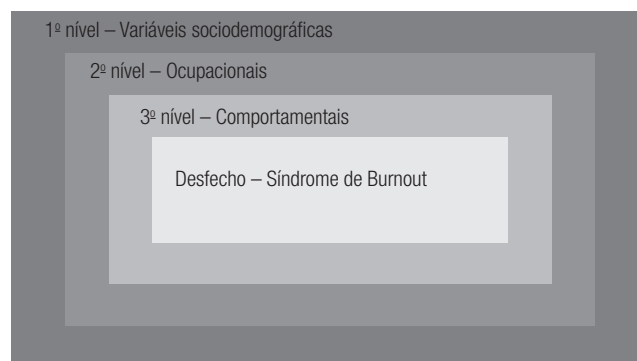 1º nível – Variáveis sociodemográficas
2º nível – Ocupacionais
3º nível – Comportamentais
Desfecho – Síndrome de Burnout